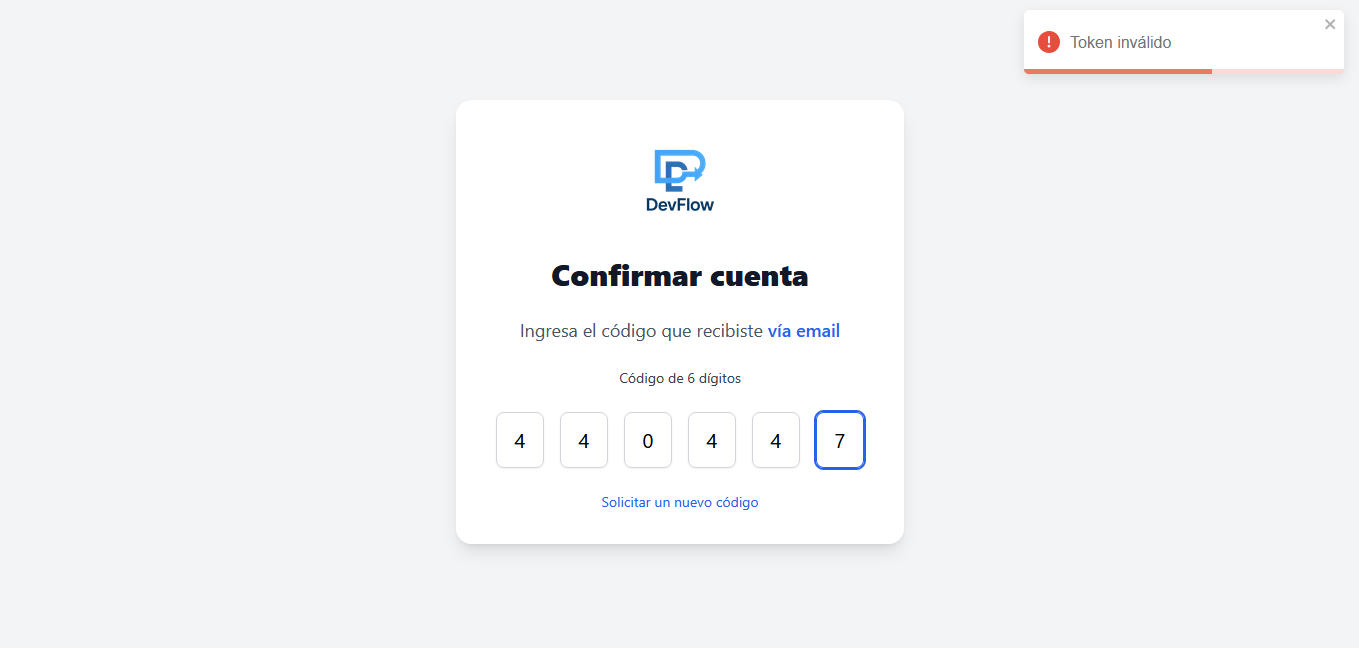 Token inválido
DevFlow
Confirmar cuenta
Ingresa el código que recibiste vía email
Código de 6 dígitos
4 4 0 4 4 7
Solicitar un nuevo código